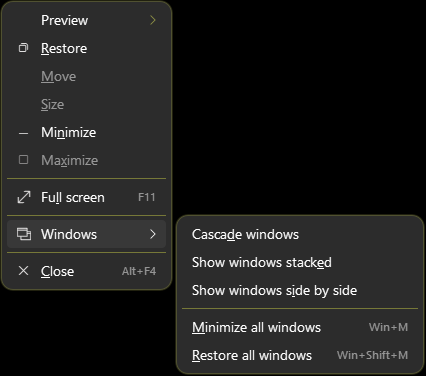 Preview
Restore
Move
Size
Minimize
Maximize
Full screen F11
Windows
Close Alt+F4
Cascade windows
Show windows stacked
Show windows side by side
Minimize all windows Win+M
Restore all windows Win+Shift+M